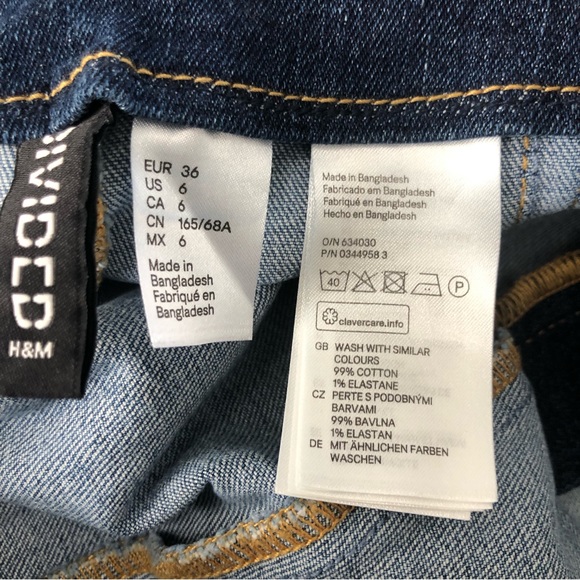 DIVIDED
H&M
EUR 36
US 6
CA 6
CN 165/68A
MX 6
Made in
Bangladesh
Fabriqué en
Bangladesh
Made in Bangladesh
Fabricado em Bangladesh
Fabriqué en Bangladesh
Hecho en Bangladesh
O/N 634030
P/N 0344958 3
40
P
clevercare.info
GB WASH WITH SIMILAR
COLOURS
99% COTTON
1% ELASTANE
CZ PERTE S PODOBNÝMI
BARVAMI
99% BAVLNA
1% ELASTAN
DE MIT ÄHNLICHEN FARBEN
WASCHEN